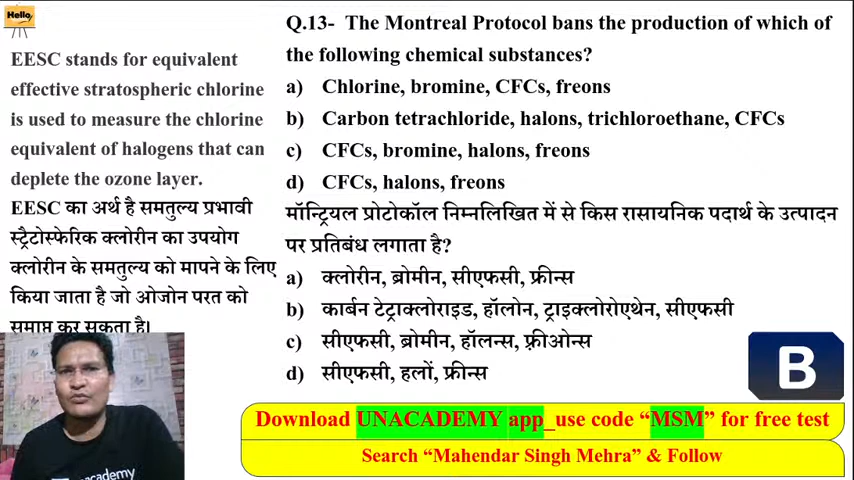 Hello
EESC stands for equivalent
effective stratospheric chlorine
is used to measure the chlorine
equivalent of halogens that can
deplete the ozone layer.
EESC का अर्थ है समतुल्य प्रभावी
स्ट्रैटोस्फेरिक क्लोरीन का उपयोग
क्लोरीन के समतुल्य को मापने के लिए
किया जाता है जो ओजोन परत को
समाप्त कर सकता है।
Q.13- The Montreal Protocol bans the production of which of
the following chemical substances?
a) Chlorine, bromine, CFCs, freons
b) Carbon tetrachloride, halons, trichloroethane, CFCs
c) CFCs, bromine, halons, freons
d) CFCs, halons, freons
मॉन्ट्रियल प्रोटोकॉल निम्नलिखित में से किस रासायनिक पदार्थ के उत्पादन
पर प्रतिबंध लगाता है?
a) क्लोरीन, ब्रोमीन, सीएफसी, फ्रीन्स
b) कार्बन टेट्राक्लोराइड, हॉलोन, ट्राइक्लोरोएथेन, सीएफसी
c) सीएफसी, ब्रोमीन, हॉलन्स, फ़्रीओन्स
d) सीएफसी, हलों, फ्रीन्स
B
Download UNACADEMY app_use code “MSM” for free test
Search “Mahendar Singh Mehra” & Follow
unacademy